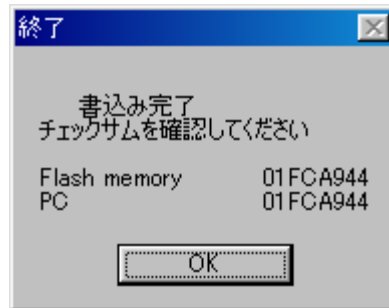 終了
書込み完了
チェックサムを確認してください
Flash memory 01FCA944
PC 01FCA944
OK